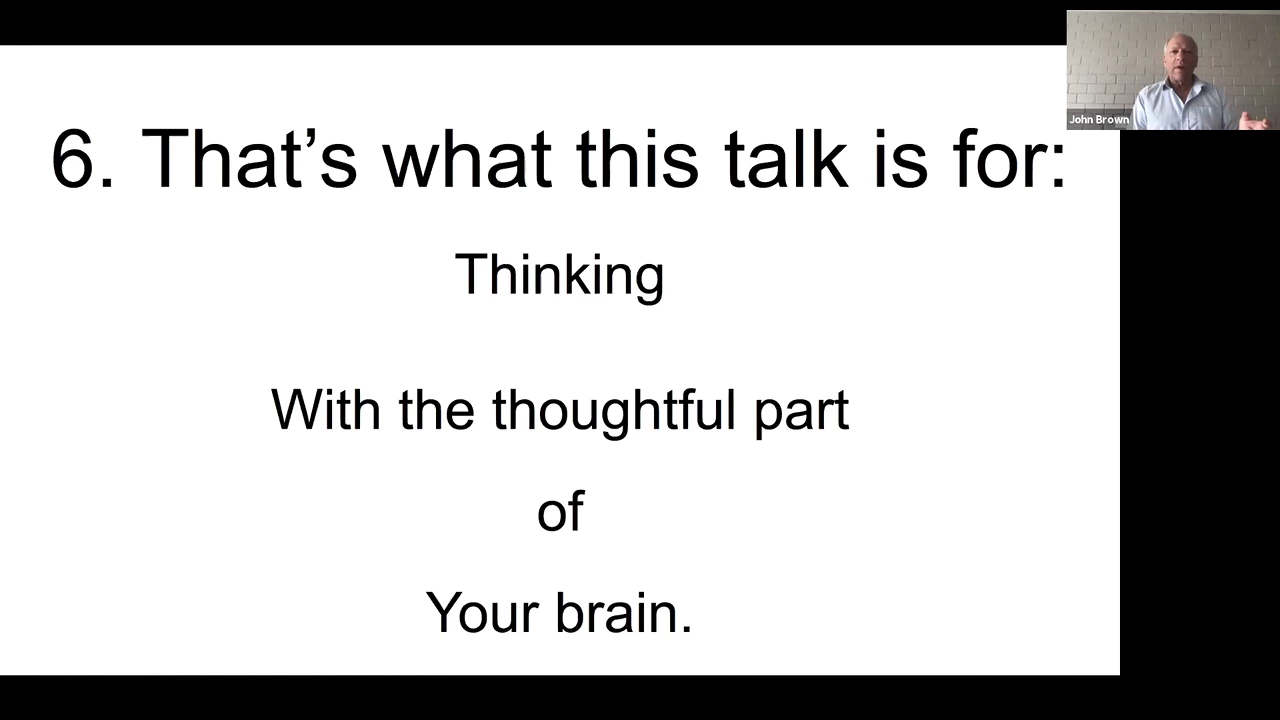 John Brown
6. That’s what this talk is for:
Thinking
With the thoughtful part
of
Your brain.